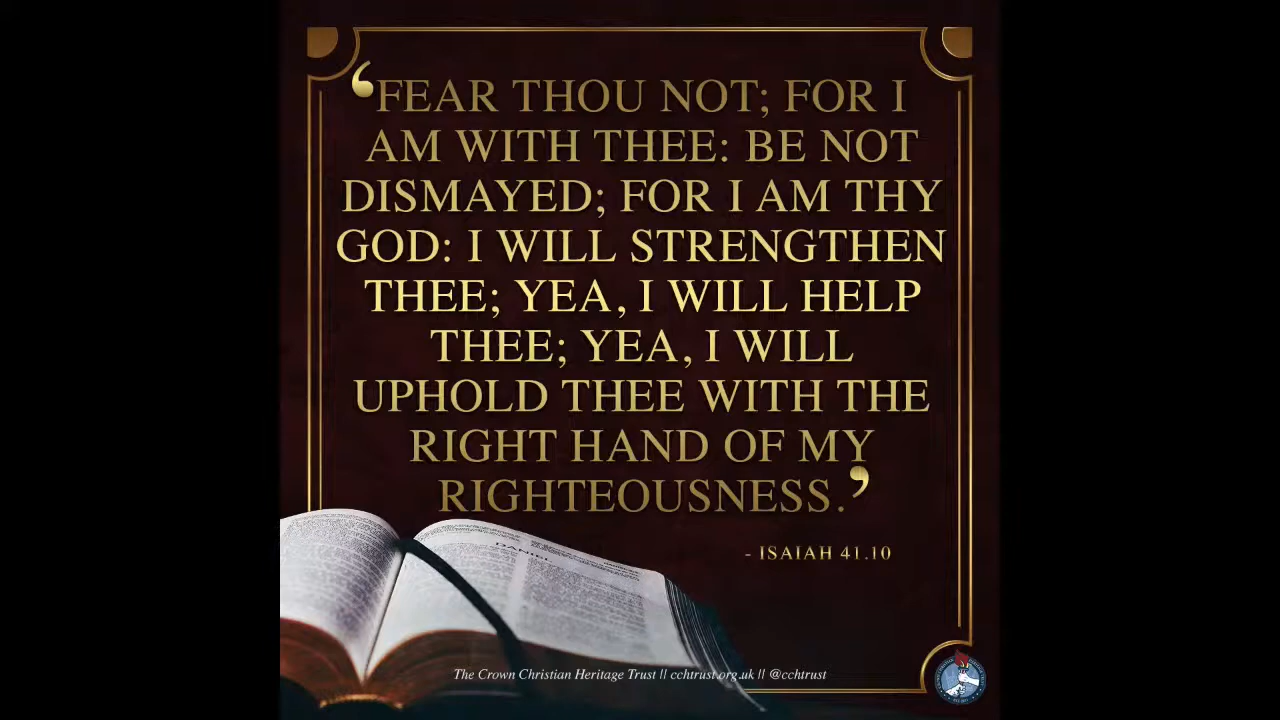 ‘FEAR THOU NOT; FOR I
AM WITH THEE: BE NOT
DISMAYED; FOR I AM THY
GOD: I WILL STRENGTHEN
THEE; YEA, I WILL HELP
THEE; YEA, I WILL
UPHOLD THEE WITH THE
RIGHT HAND OF MY
RIGHTEOUSNESS.’
- ISAIAH 41.10
DANIEL
The Crown Christian Heritage Trust || cchtrust.org.uk || @cchtrust